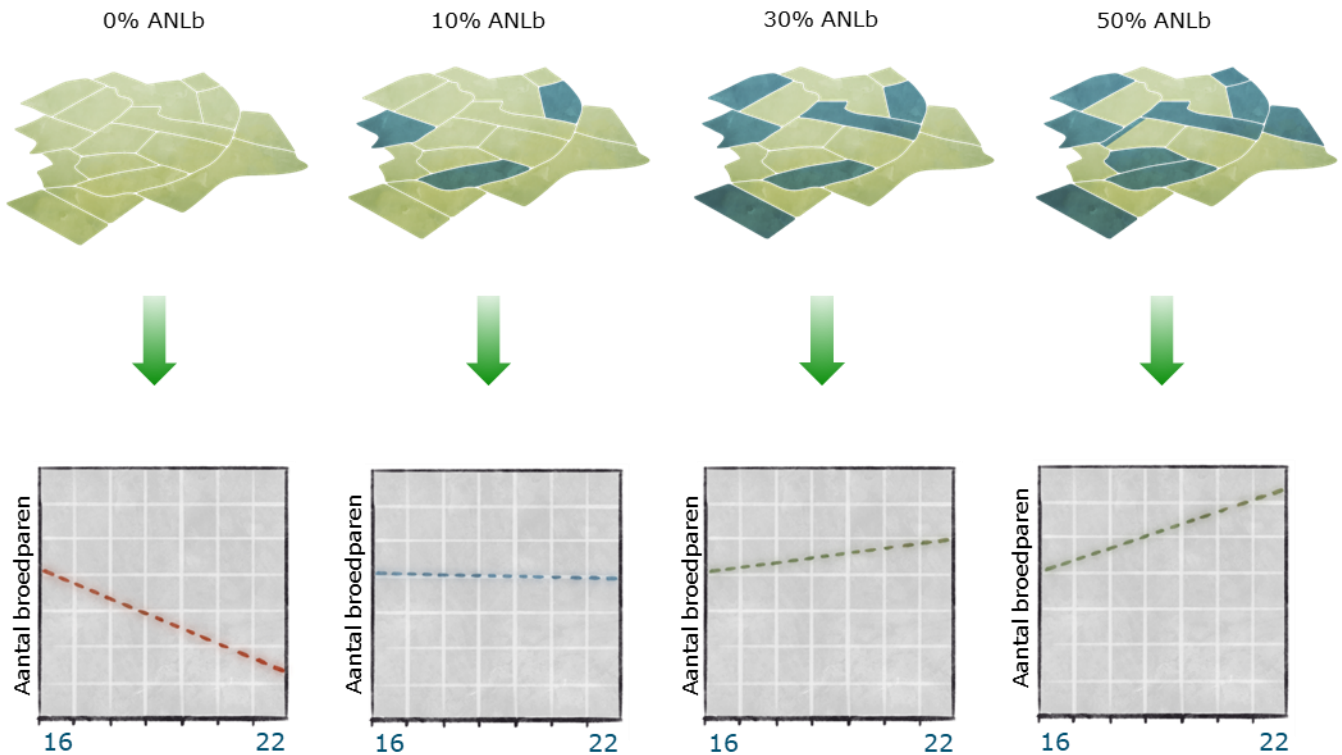 0% ANLb
10% ANLb
30% ANLb
50% ANLb
Aantal broedparen
16 22
Aantal broedparen
16 22
Aantal broedparen
16 22
Aantal broedparen
16 22